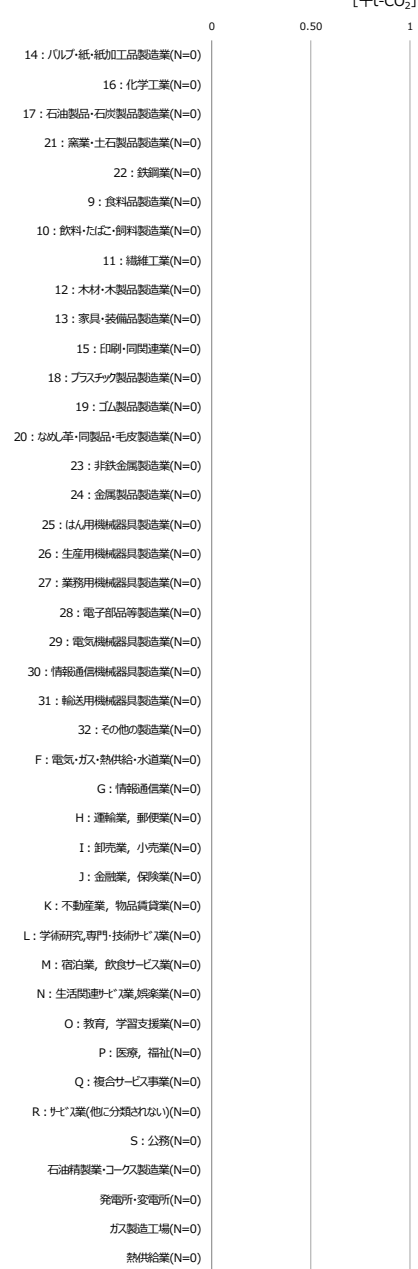 [千t-CO2]
0 0.50 1
14：パルプ・紙・紙加工品製造業(N=0)
16：化学工業(N=0)
17：石油製品・石炭製品製造業(N=0)
21：窯業・土石製品製造業(N=0)
22：鉄鋼業(N=0)
9：食料品製造業(N=0)
10：飲料・たばこ・飼料製造業(N=0)
11：繊維工業(N=0)
12：木材・木製品製造業(N=0)
13：家具・装備品製造業(N=0)
15：印刷・同関連業(N=0)
18：プラスチック製品製造業(N=0)
19：ゴム製品製造業(N=0)
20：なめし革・同製品・毛皮製造業(N=0)
23：非鉄金属製造業(N=0)
24：金属製品製造業(N=0)
25：はん用機械器具製造業(N=0)
26：生産用機械器具製造業(N=0)
27：業務用機械器具製造業(N=0)
28：電子部品等製造業(N=0)
29：電気機械器具製造業(N=0)
30：情報通信機械器具製造業(N=0)
31：輸送用機械器具製造業(N=0)
32：その他の製造業(N=0)
F：電気・ガス・熱供給・水道業(N=0)
G：情報通信業(N=0)
H：運輸業，郵便業(N=0)
I：卸売業，小売業(N=0)
J：金融業，保険業(N=0)
K：不動産業，物品賃貸業(N=0)
L：学術研究,専門・技術ｻｰﾋﾞｽ業(N=0)
M：宿泊業，飲食サービス業(N=0)
N：生活関連ｻｰﾋﾞｽ業,娯楽業(N=0)
O：教育，学習支援業(N=0)
P：医療，福祉(N=0)
Q：複合サービス事業(N=0)
R：ｻｰﾋﾞｽ業(他に分類されない)(N=0)
S：公務(N=0)
石油精製業・コークス製造業(N=0)
発電所・変電所(N=0)
ガス製造工場(N=0)
熱供給業(N=0)